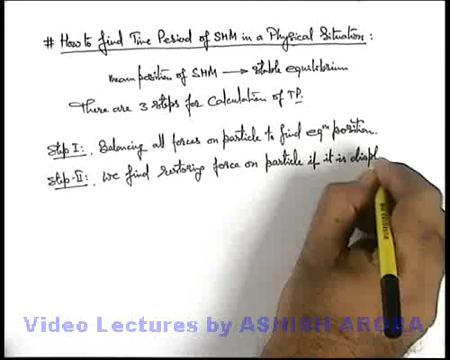 # How to find Time Period of SHM in a Physical Situation :
mean position of SHM → stable equilibrium
There are 3 steps for calculation of TP.
Step I : Balancing all forces on particle to find eqm position.
Step-II : We find restoring force on particle if it is displ
Video Lectures by ASHISH ARORA